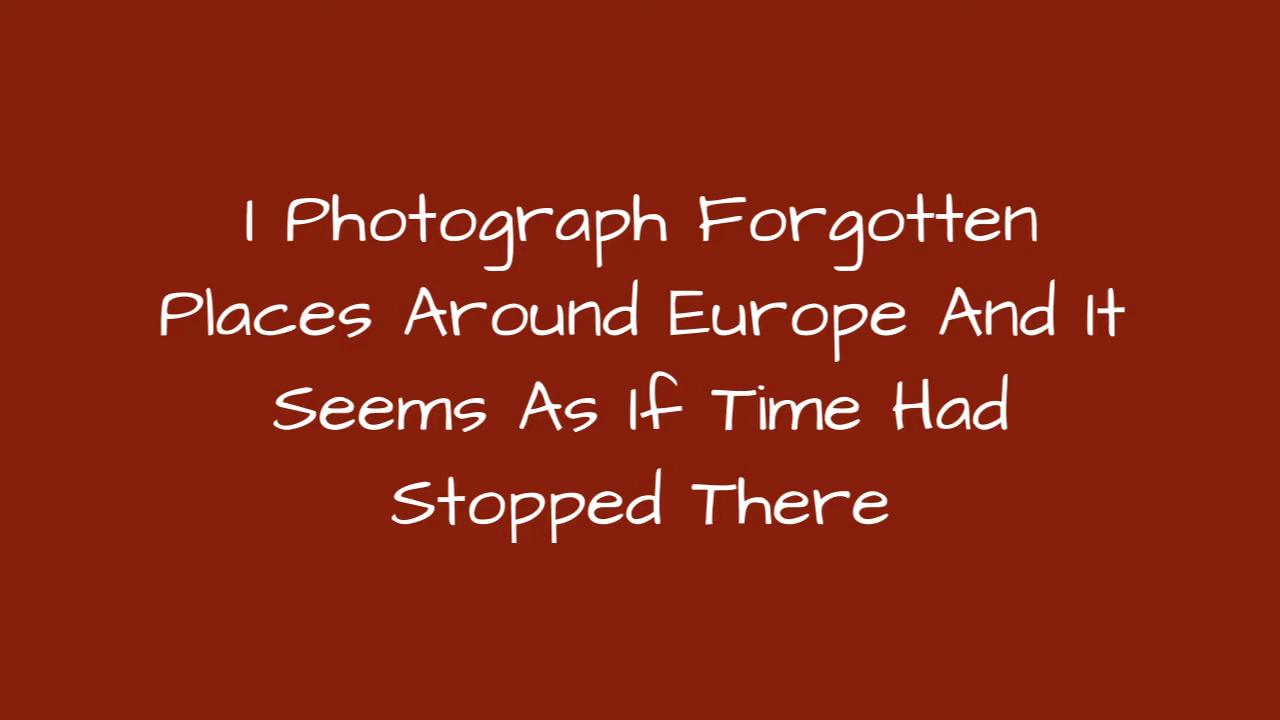 I Photograph Forgotten
Places Around Europe And It
Seems As If Time Had
Stopped There